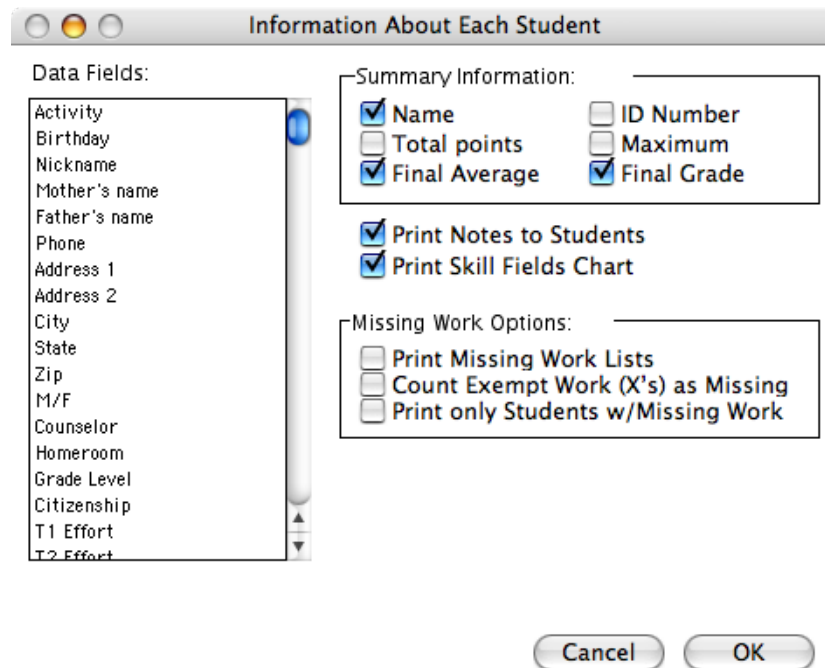 Information About Each Student
Data Fields:
Activity
Birthday
Nickname
Mother's name
Father's name
Phone
Address 1
Address 2
City
State
Zip
M/F
Counselor
Homeroom
Grade Level
Citizenship
T1 Effort
T2 Effort
Summary Information:
Name
ID Number
Total points
Maximum
Final Average
Final Grade
Print Notes to Students
Print Skill Fields Chart
Missing Work Options:
Print Missing Work Lists
Count Exempt Work (X's) as Missing
Print only Students w/Missing Work
Cancel
OK